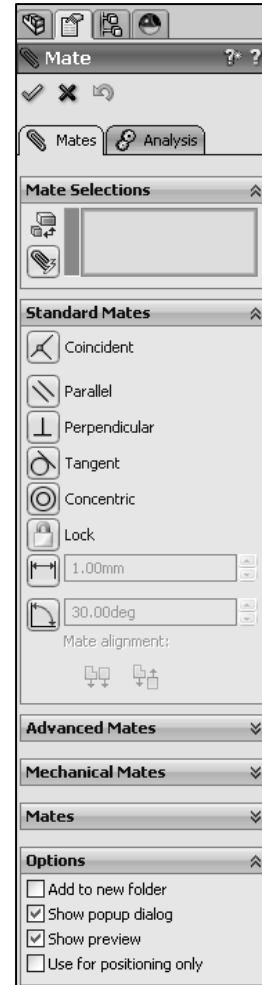 Mate
Mates Analysis
Mate Selections
Standard Mates
Coincident
Parallel
Perpendicular
Tangent
Concentric
Lock
1.00mm
30.00deg
Mate alignment:
Advanced Mates
Mechanical Mates
Mates
Options
Add to new folder
Show popup dialog
Show preview
Use for positioning only